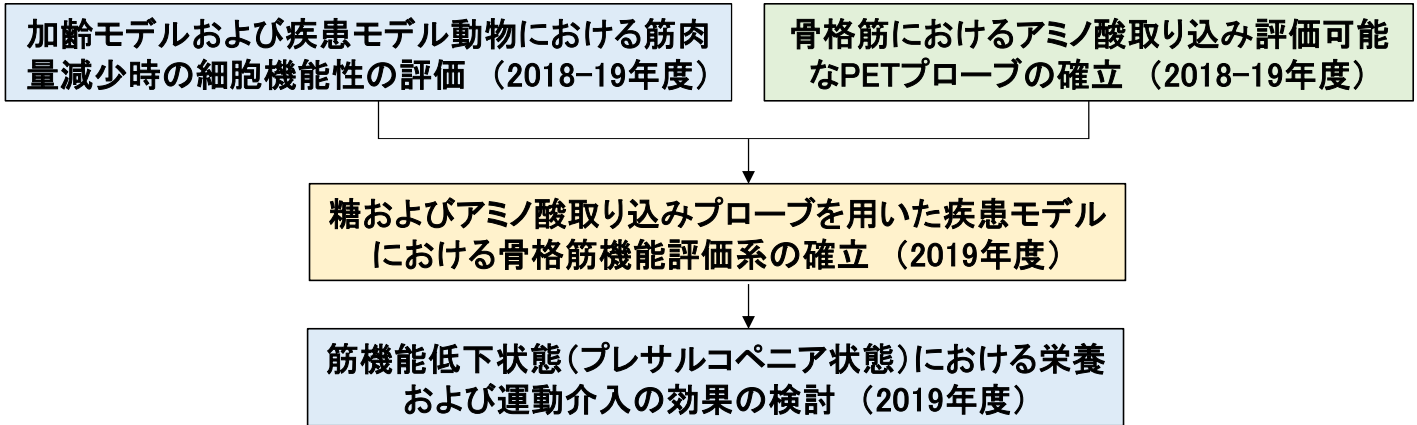 加齢モデルおよび疾患モデル動物における筋肉
量減少時の細胞機能性の評価 (2018-19年度)
骨格筋におけるアミノ酸取り込み評価可能
なPETプローブの確立 (2018-19年度)
糖およびアミノ酸取り込みプローブを用いた疾患モデル
における骨格筋機能評価系の確立 (2019年度)
筋機能低下状態(プレサルコペニア状態)における栄養
および運動介入の効果の検討 (2019年度)